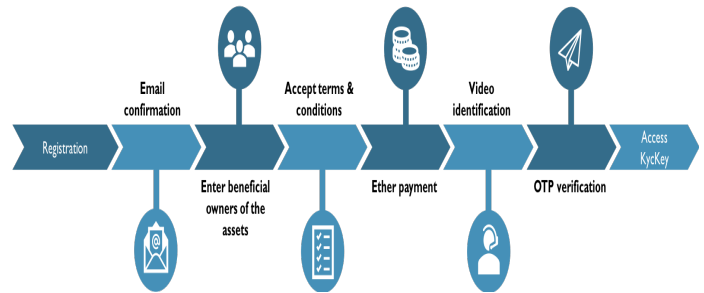 Registration
Email
confirmation
Enter beneficial
owners of the
assets
Accept terms &
conditions
Ether payment
Video
identification
OTP verification
Access
KycKey
@